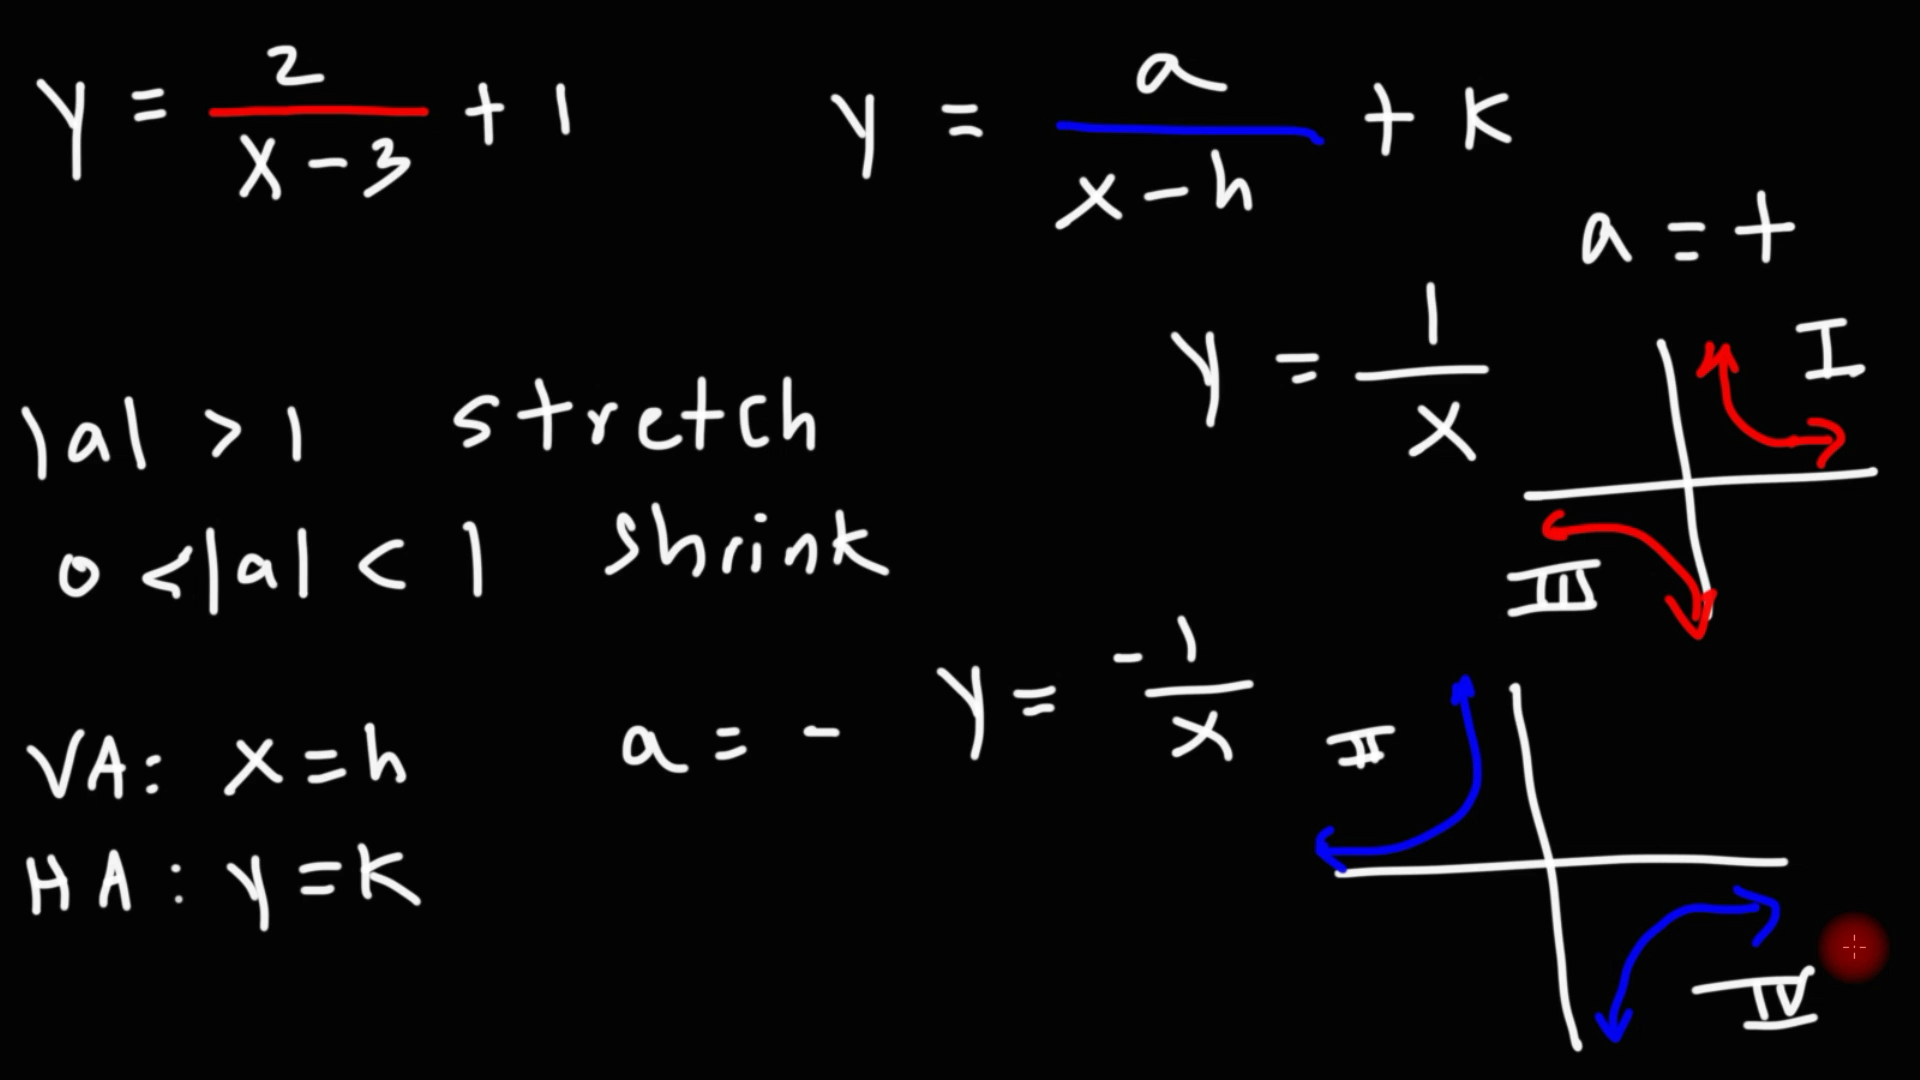 y = 2/(x - 3) + 1
y = a/(x - h) + k
a = +
y = 1/x
I
|a| > 1 stretch
0 < |a| < 1 shrink
III
a = - y = -1/x
II
VA: x = h
HA: y = k
IV